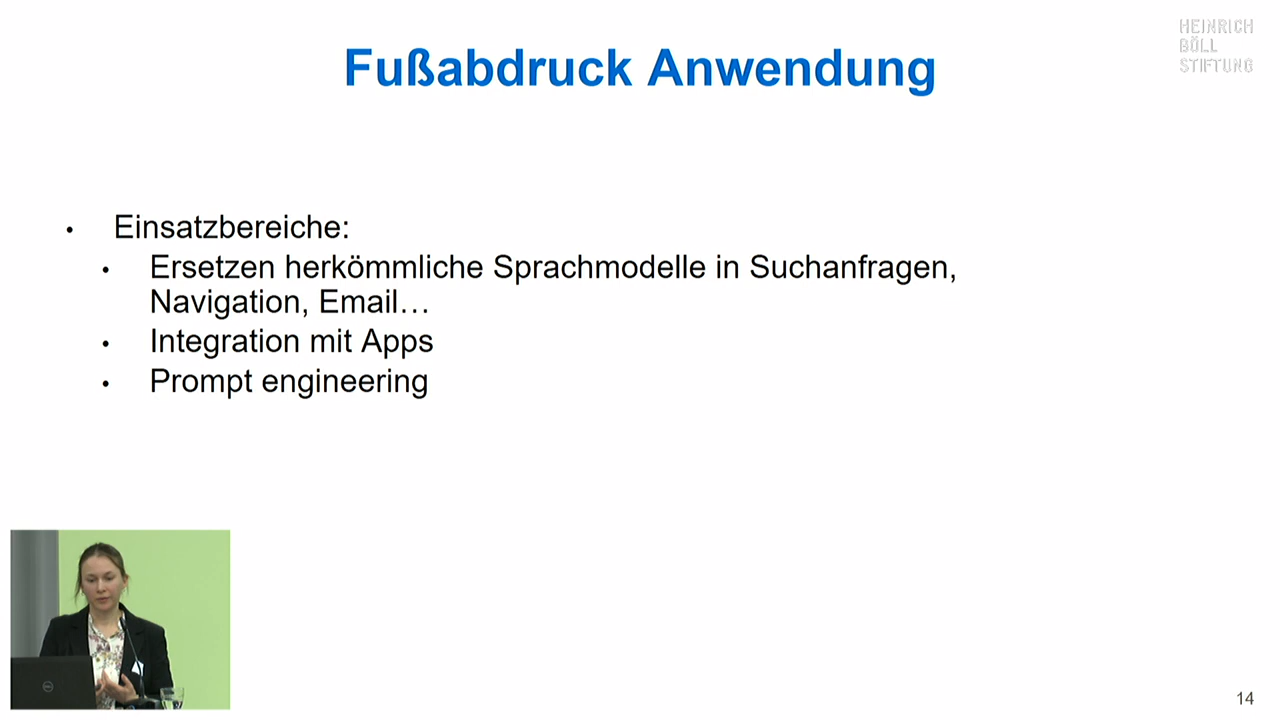 HEINRICH
BÖLL
STIFTUNG
Fußabdruck Anwendung
• Einsatzbereiche:
• Ersetzen herkömmliche Sprachmodelle in Suchanfragen,
Navigation, Email…
• Integration mit Apps
• Prompt engineering
DELL
14